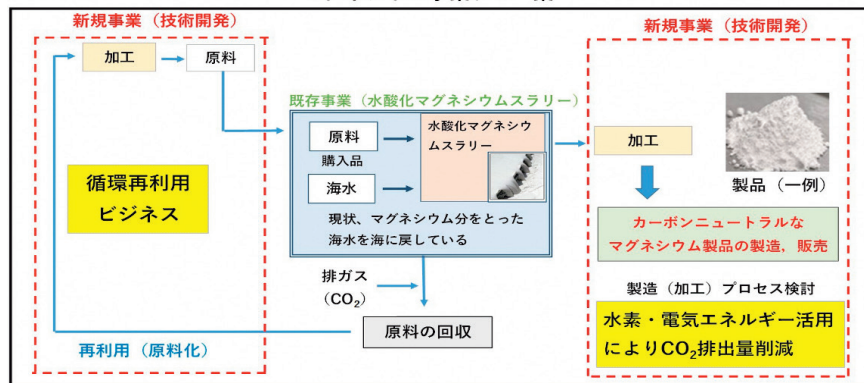 新規事業（技術開発）
加工
原料
循環再利用
ビジネス
既存事業（水酸化マグネシウムスラリー）
原料
購入品
海水
水酸化マグネシウ
ムスラリー
現状、マグネシウム分をとった
海水を海に戻している
排ガス
（CO₂）
原料の回収
再利用（原料化）
新規事業（技術開発）
加工
製品（一例）
カーボンニュートラルな
マグネシウム製品の製造，販売
製造（加工）プロセス検討
水素・電気エネルギー活用
によりCO₂排出量削減